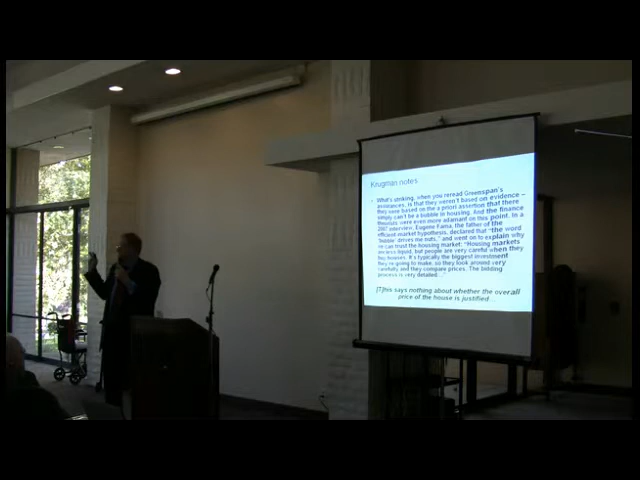 Krugman notes
• What's striking, when you reread Greenspan's
assurances, is that they weren't based on evidence –
they were based on the a priori assertion that there
simply can't be a bubble in housing. And the finance
theorists were even more adamant on this point. In a
2007 interview, Eugene Fama, the father of the
efficient-market hypothesis, declared that "the word
'bubble' drives me nuts," and went on to explain why
we can trust the housing market: "Housing markets
are less liquid, but people are very careful when they
buy houses. It's typically the biggest investment
they're going to make, so they look around very
carefully and they compare prices. The bidding
process is very detailed..."
[T]his says nothing about whether the overall
price of the house is justified...